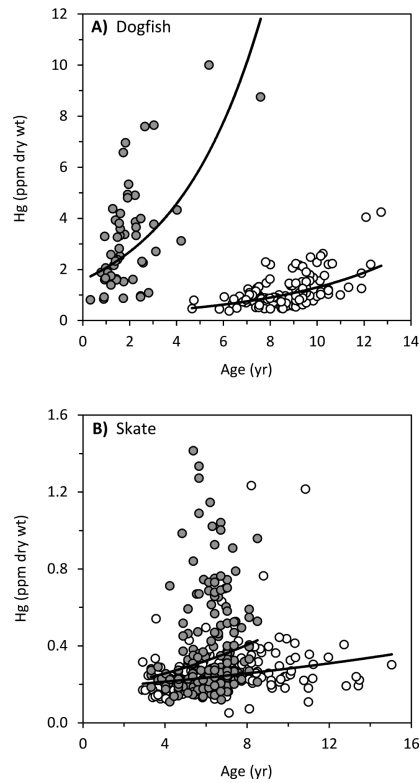 A) Dogfish
12
10
8
6
4
2
0
Hg (ppm dry wt)
0 2 4 6 8 10 12 14
Age (yr)
B) Skate
1.6
1.2
0.8
0.4
0.0
Hg (ppm dry wt)
0 4 8 12 16
Age (yr)